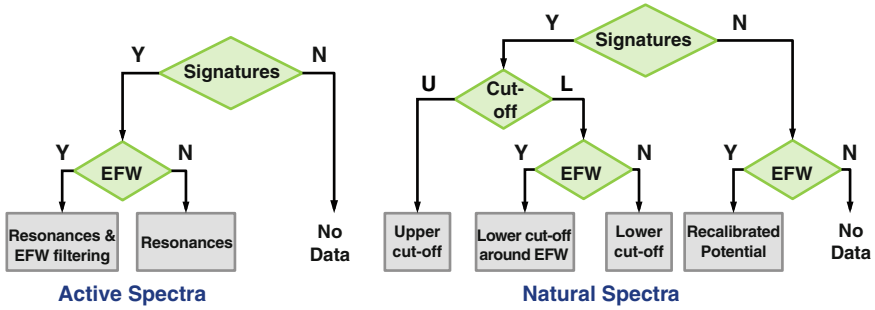 Y
Signatures
N
Y
EFW
N
Resonances &
EFW filtering
Resonances
No
Data
Active Spectra
Y
Signatures
N
U
Cut-
off
L
Y
EFW
N
Y
EFW
N
Upper
cut-off
Lower cut-off
around EFW
Lower
cut-off
Recalibrated
Potential
No
Data
Natural Spectra